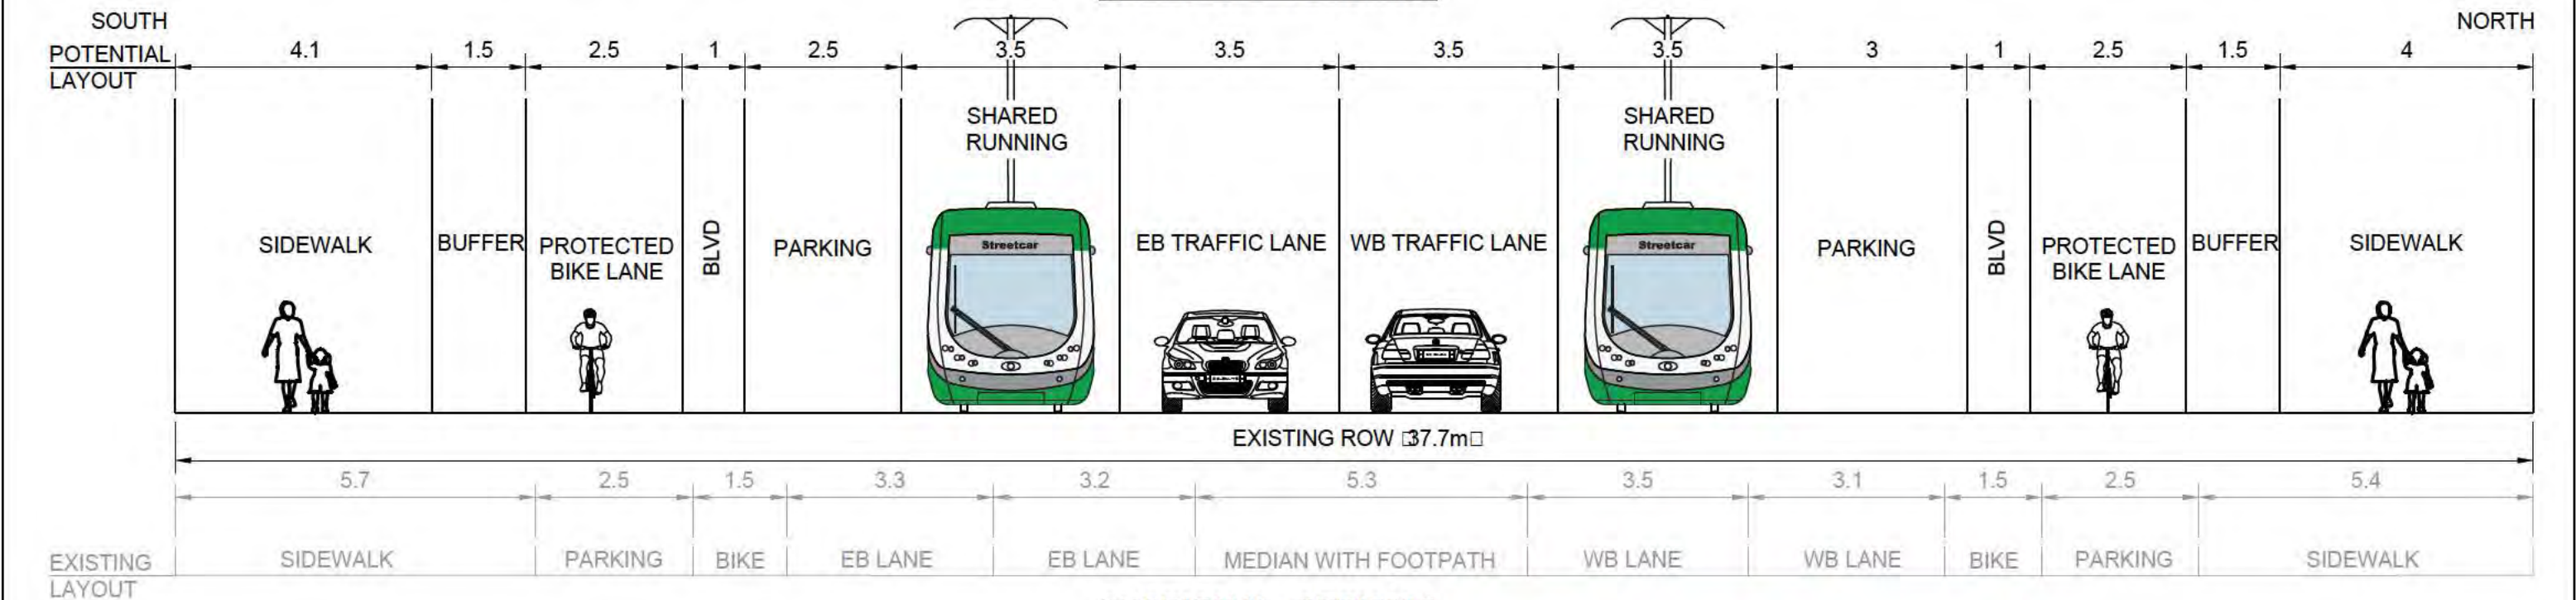 SOUTH
NORTH
POTENTIAL
LAYOUT
4.1 1.5 2.5 1 2.5 3.5 3.5 3.5 3.5 3 1 2.5 1.5 4
SHARED
RUNNING
SHARED
RUNNING
SIDEWALK
BUFFER
PROTECTED
BIKE LANE
BLVD
PARKING
Streetcar
EB TRAFFIC LANE
WB TRAFFIC LANE
Streetcar
PARKING
BLVD
PROTECTED
BIKE LANE
BUFFER
SIDEWALK
EXISTING ROW □37.7m□
5.7 2.5 1.5 3.3 3.2 5.3 3.5 3.1 1.5 2.5 5.4
EXISTING
LAYOUT
SIDEWALK PARKING BIKE EB LANE EB LANE MEDIAN WITH FOOTPATH WB LANE WB LANE BIKE PARKING SIDEWALK